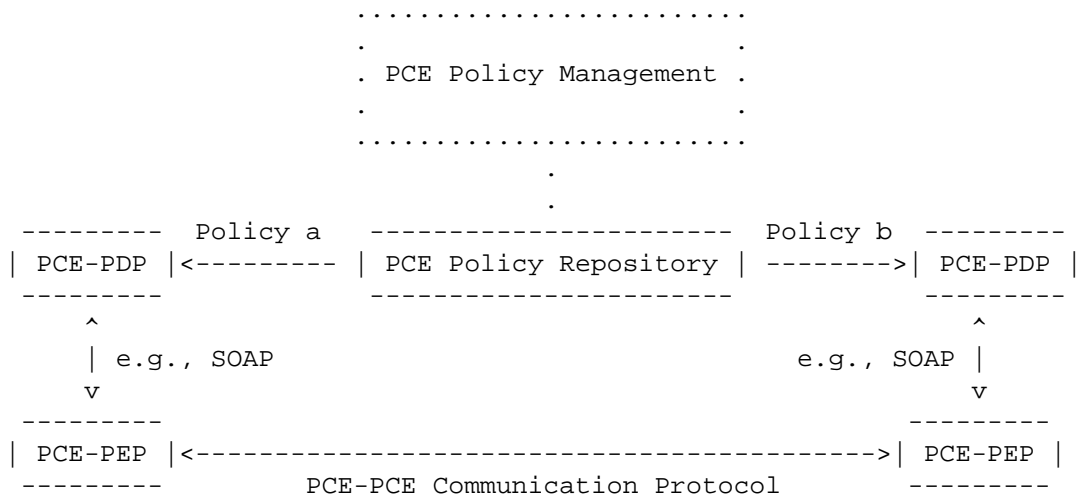 PCE Policy Management
Policy a Policy b
PCE-PDP PCE Policy Repository PCE-PDP
e.g., SOAP e.g., SOAP
v v
PCE-PEP PCE-PEP
PCE-PCE Communication Protocol